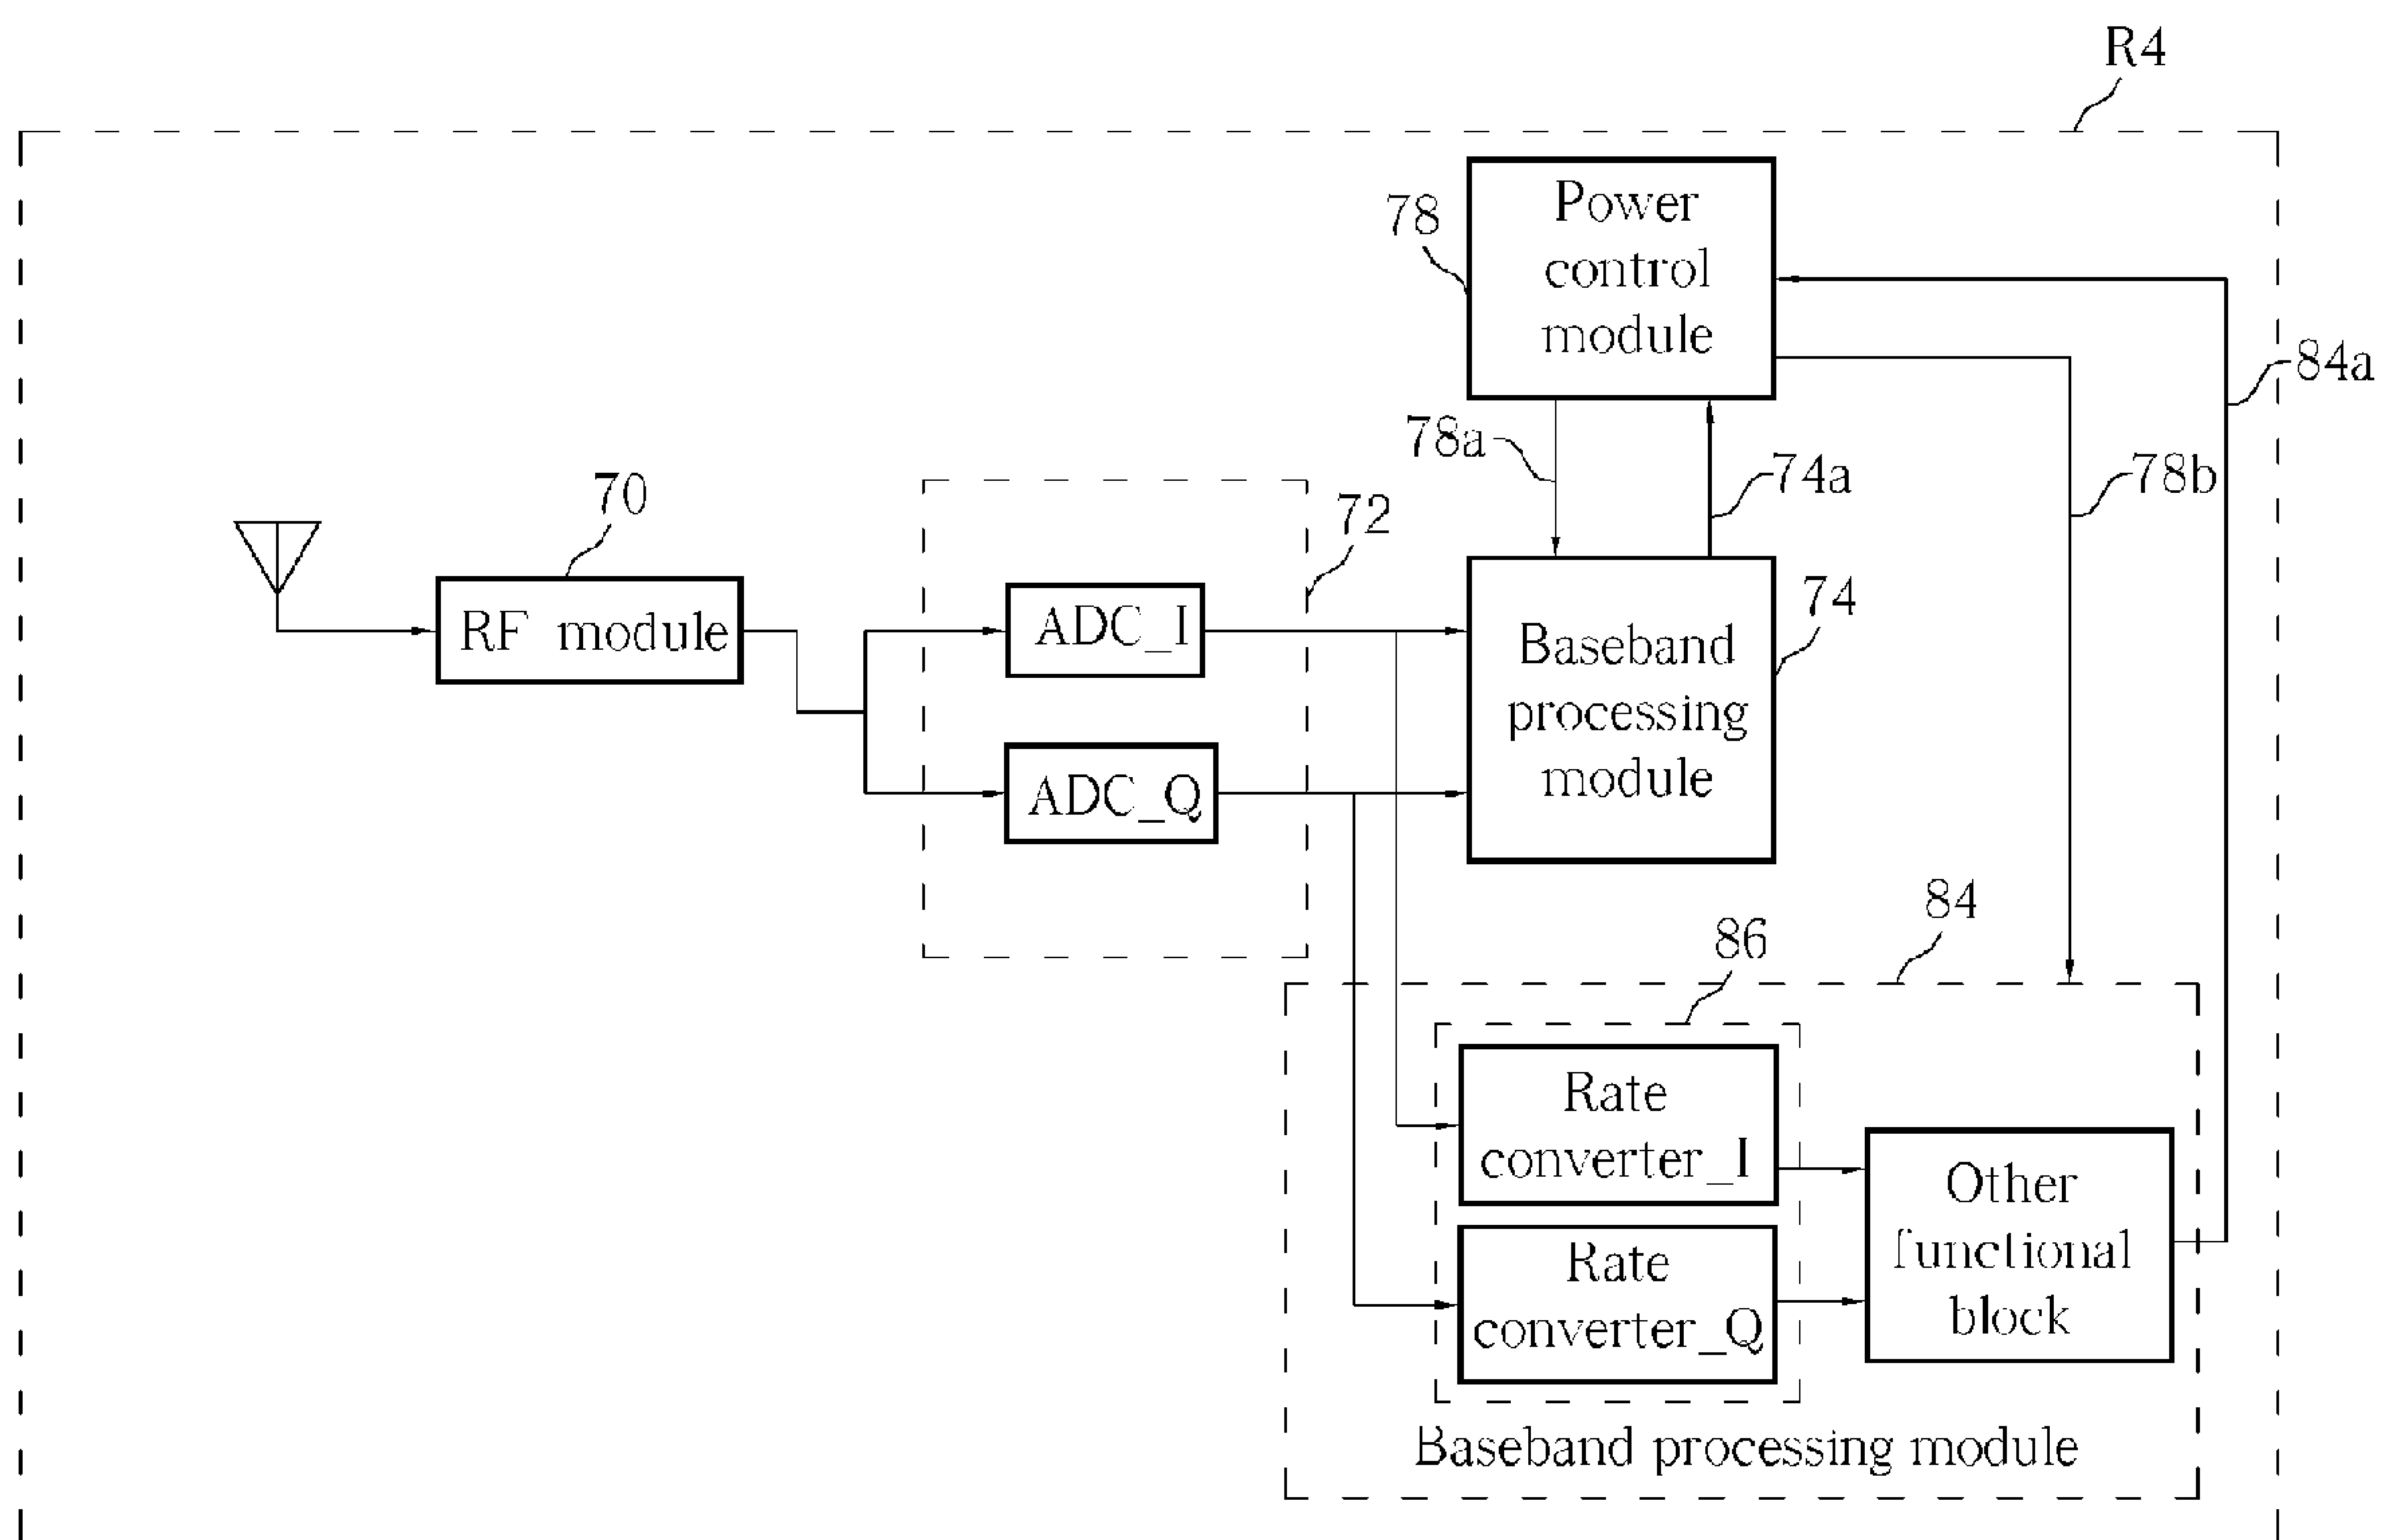 R4
78
Power
control
module
84a
78a
74a
78b
70
72
RF module
ADC_I
ADC_Q
74
Baseband
processing
module
84
86
Rate
converter_I
Rate
converter_Q
Other
functional
block
Baseband processing module